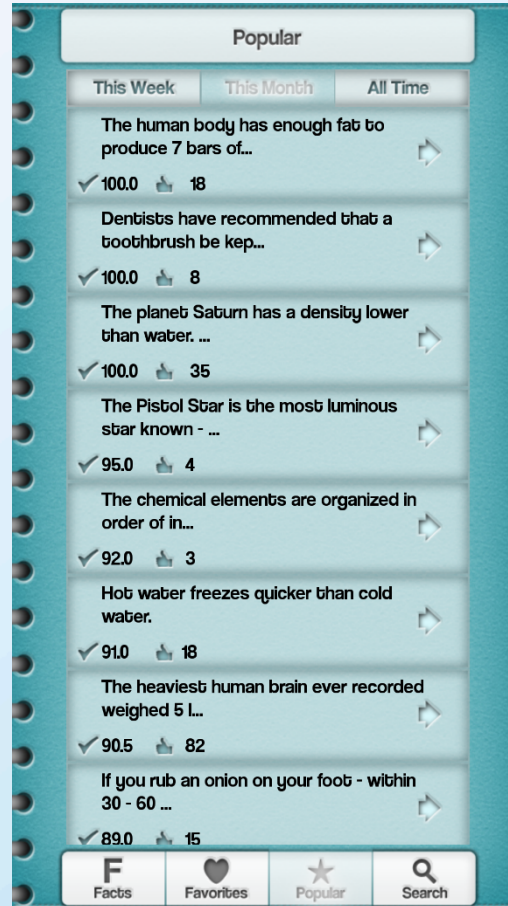 Popular
This Week This Month All Time
The human body has enough fat to
produce 7 bars of...
100.0 18
Dentists have recommended that a
toothbrush be kep...
100.0 8
The planet Saturn has a density lower
than water. ...
100.0 35
The Pistol Star is the most luminous
star known - ...
95.0 4
The chemical elements are organized in
order of in...
92.0 3
Hot water freezes quicker than cold
water.
91.0 18
The heaviest human brain ever recorded
weighed 5 l...
90.5 82
If you rub an onion on your foot - within
30 - 60 ...
89.0 15
F
Facts Favorites Popular Search